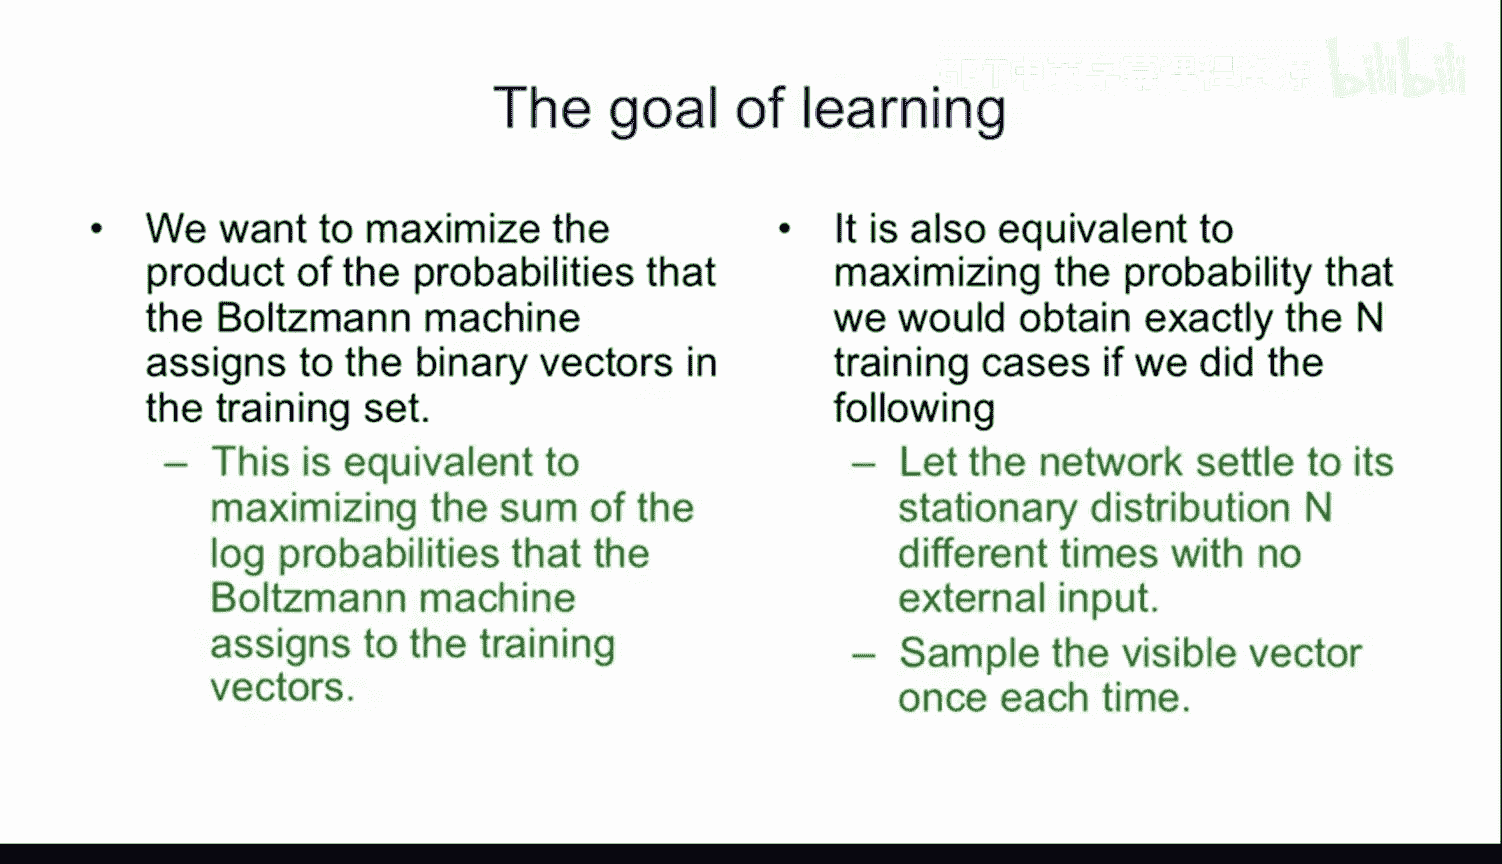 The goal of learning
• We want to maximize the
product of the probabilities that
the Boltzmann machine
assigns to the binary vectors in
the training set.
– This is equivalent to
maximizing the sum of the
log probabilities that the
Boltzmann machine
assigns to the training
vectors.
• It is also equivalent to
maximizing the probability that
we would obtain exactly the N
training cases if we did the
following
– Let the network settle to its
stationary distribution N
different times with no
external input.
– Sample the visible vector
once each time.
bilibili